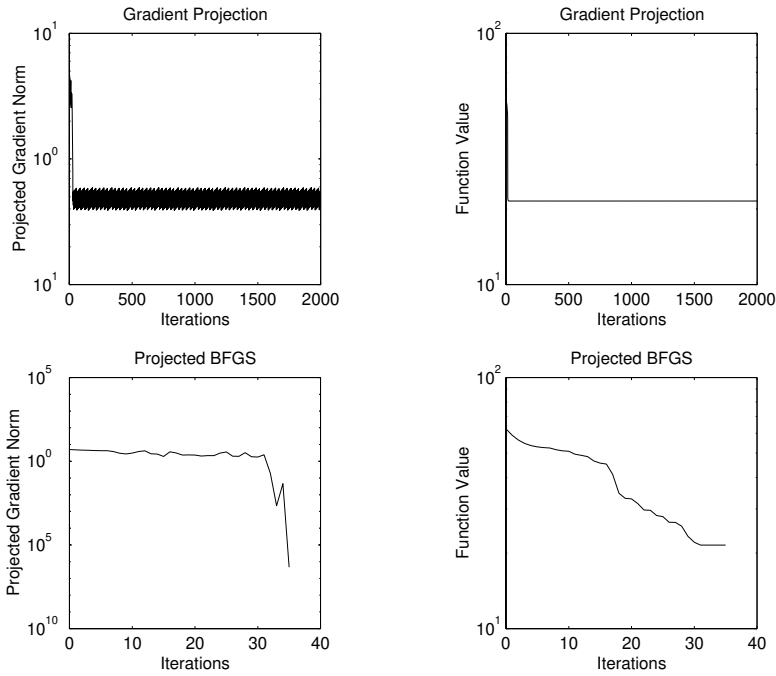 Gradient Projection
10^1
10^0
10^1
Projected Gradient Norm
0 500 1000 1500 2000
Iterations
Gradient Projection
10^2
10^1
Function Value
0 500 1000 1500 2000
Iterations
Projected BFGS
10^5
10^0
10^5
10^10
Projected Gradient Norm
0 10 20 30 40
Iterations
Projected BFGS
10^2
10^1
Function Value
0 10 20 30 40
Iterations